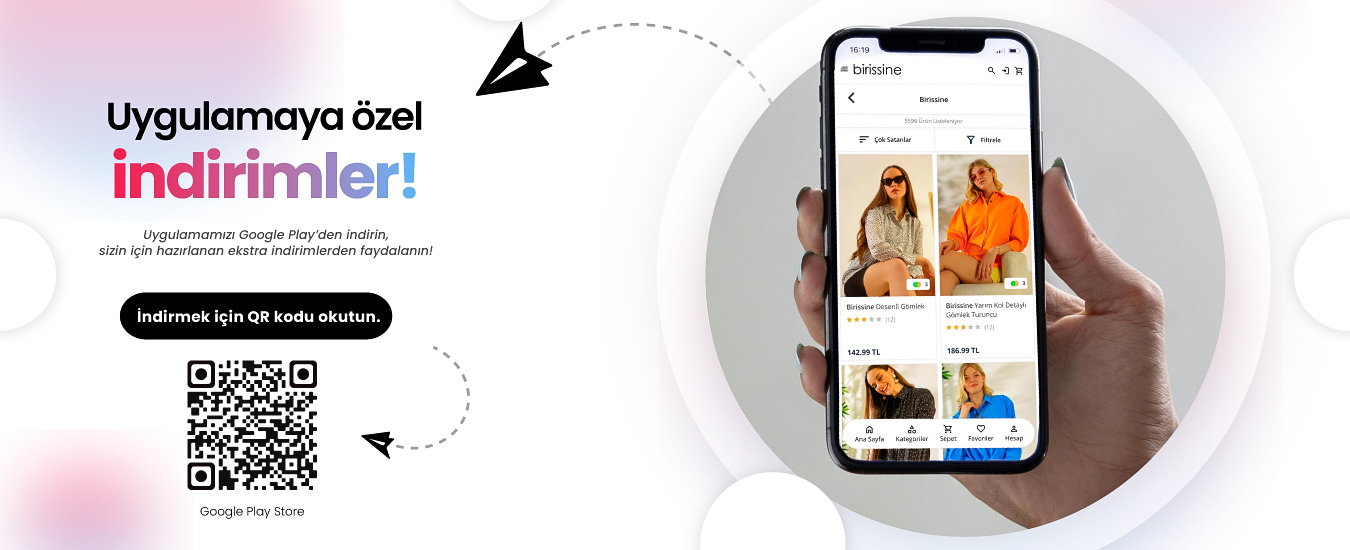 Uygulamaya özel
indirimler!
Uygulamamızı Google Play'den indirin,
sizin için hazırlanan ekstra indirimlerden faydalanın!
İndirmek için QR kodu okutun.
Google Play Store
16:19
birissine
Birissine
5596 Ürün Listeleniyor
Çok Satanlar
Filtrele
3
3
Birissine Desenli Gömlek
(12)
142.99 TL
Birissine Yarım Kol Detaylı
Gömlek Turuncu
(12)
186.99 TL
Ana Sayfa
Kategoriler
Sepet
Favoriler
Hesap